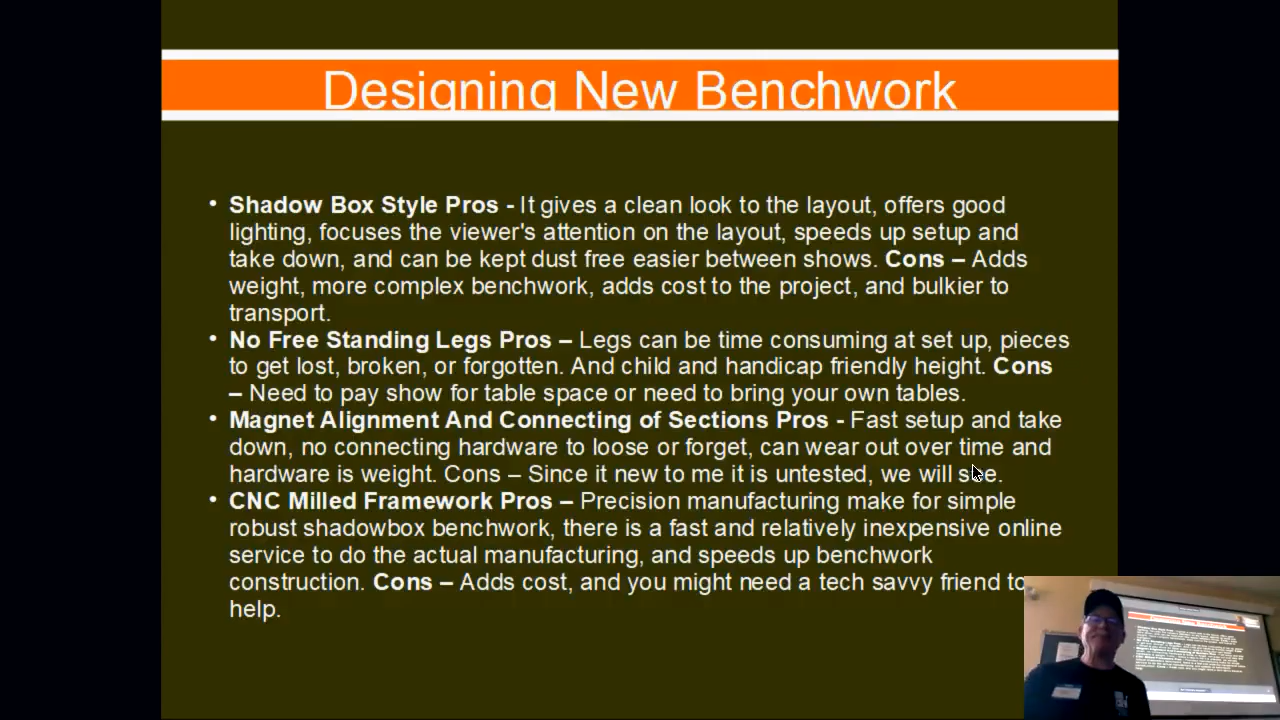 Designing New Benchwork
• Shadow Box Style Pros - It gives a clean look to the layout, offers good
lighting, focuses the viewer's attention on the layout, speeds up setup and
take down, and can be kept dust free easier between shows. Cons – Adds
weight, more complex benchwork, adds cost to the project, and bulkier to
transport.
• No Free Standing Legs Pros – Legs can be time consuming at set up, pieces
to get lost, broken, or forgotten. And child and handicap friendly height. Cons
– Need to pay show for table space or need to bring your own tables.
• Magnet Alignment And Connecting of Sections Pros - Fast setup and take
down, no connecting hardware to loose or forget, can wear out over time and
hardware is weight. Cons – Since it new to me it is untested, we will see.
• CNC Milled Framework Pros – Precision manufacturing make for simple
robust shadowbox benchwork, there is a fast and relatively inexpensive online
service to do the actual manufacturing, and speeds up benchwork
construction. Cons – Adds cost, and you might need a tech savvy friend to
help.